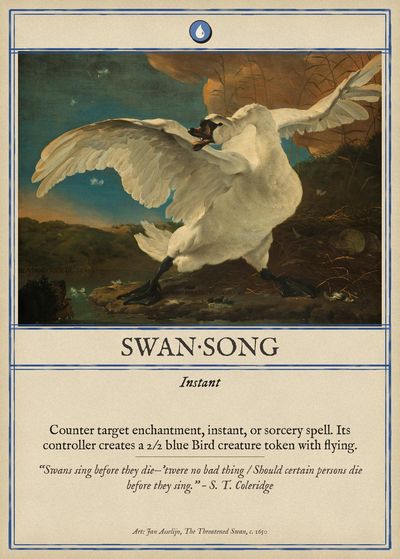 SWAN·SONG
Instant
Counter target enchantment, instant, or sorcery spell. Its
controller creates a 2/2 blue Bird creature token with flying.
“Swans sing before they die–’twere no bad thing / Should certain persons die
before they sing.” – S. T. Coleridge
Art: Jan Asselijn, The Threatened Swan, c. 1650